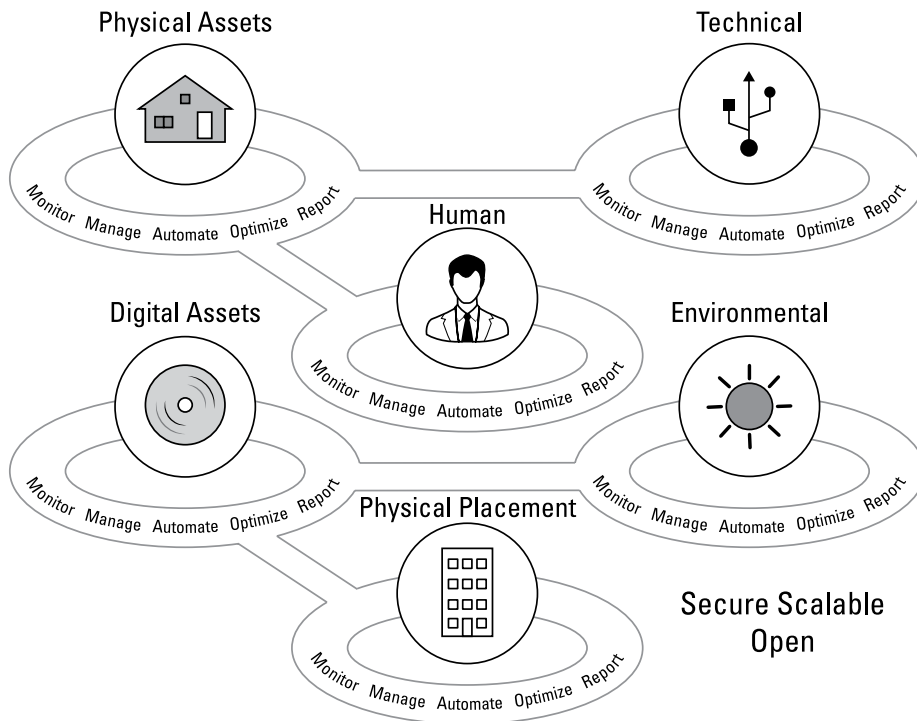 Physical Assets
Technical
Monitor Manage Automate Optimize Report
Monitor Manage Automate Optimize Report
Human
Monitor Manage Automate Optimize Report
Digital Assets
Environmental
Monitor Manage Automate Optimize Report
Monitor Manage Automate Optimize Report
Physical Placement
Monitor Manage Automate Optimize Report
Secure Scalable
Open